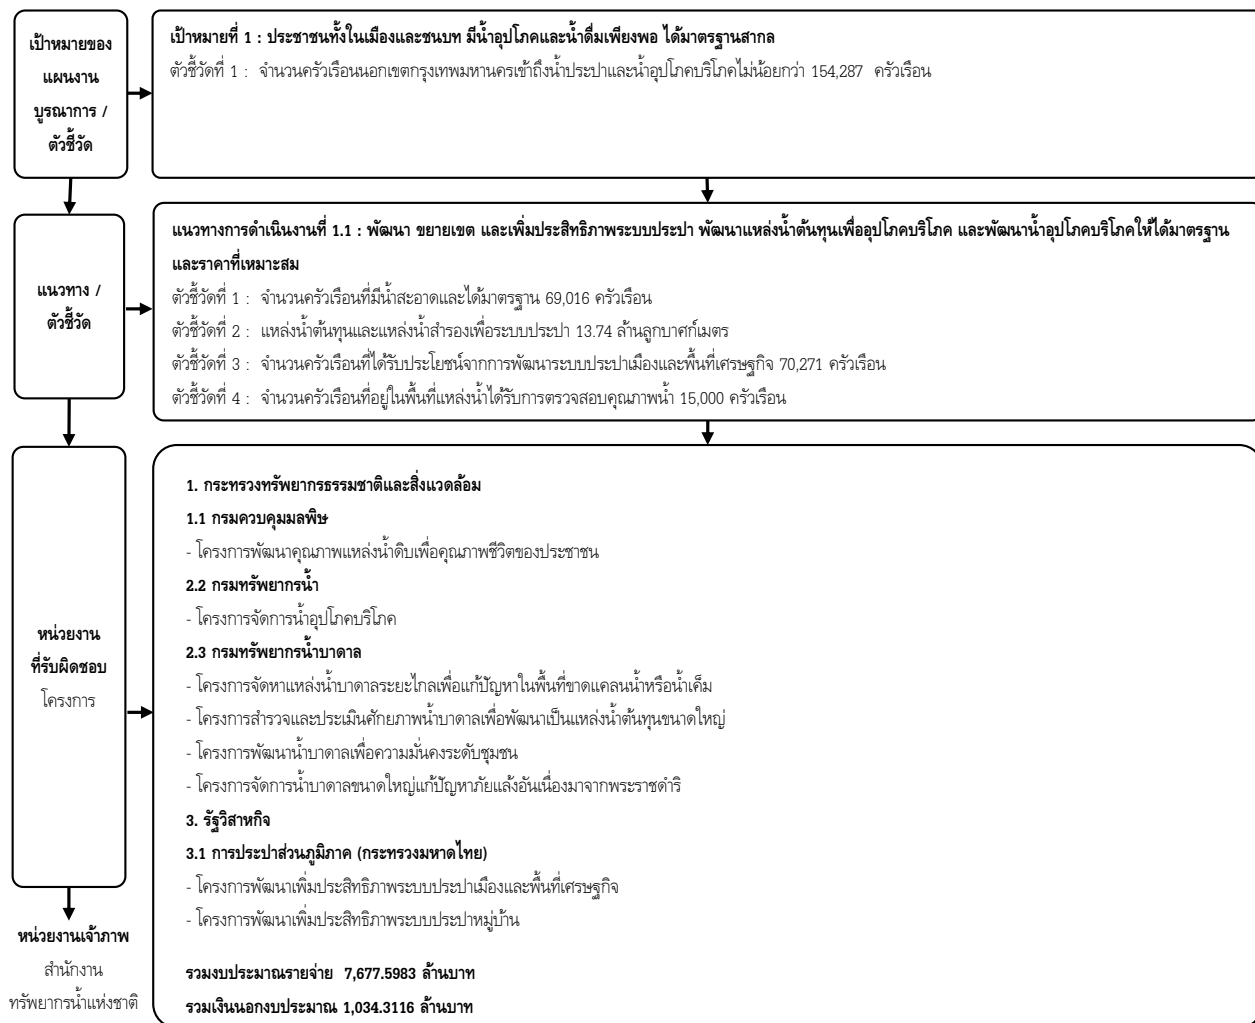 เป้าหมายของ
แผนงาน
บูรณาการ /
ตัวชี้วัด
เป้าหมายที่ 1 : ประชาชนทั้งในเมืองและชนบท มีน้ำอุปโภคและน้ำดื่มเพียงพอ ได้มาตรฐานสากล
ตัวชี้วัดที่ 1 : จำนวนครัวเรือนนอกเขตกรุงเทพมหานครเข้าถึงน้ำประปาและน้ำอุปโภคบริโภคไม่น้อยกว่า 154,287 ครัวเรือน
แนวทาง /
ตัวชี้วัด
แนวทางการดำเนินงานที่ 1.1 : พัฒนา ขยายเขต และเพิ่มประสิทธิภาพระบบประปา พัฒนาแหล่งน้ำต้นทุนเพื่ออุปโภคบริโภค และพัฒนาน้ำอุปโภคบริโภคให้ได้มาตรฐาน
และราคาที่เหมาะสม
ตัวชี้วัดที่ 1 : จำนวนครัวเรือนที่มีน้ำสะอาดและได้มาตรฐาน 69,016 ครัวเรือน
ตัวชี้วัดที่ 2 : แหล่งน้ำต้นทุนและแหล่งน้ำสำรองเพื่อระบบประปา 13.74 ล้านลูกบาศก์เมตร
ตัวชี้วัดที่ 3 : จำนวนครัวเรือนที่ได้รับประโยชน์จากการพัฒนาระบบประปาเมืองและพื้นที่เศรษฐกิจ 70,271 ครัวเรือน
ตัวชี้วัดที่ 4 : จำนวนครัวเรือนที่อยู่ในพื้นที่แหล่งน้ำได้รับการตรวจสอบคุณภาพน้ำ 15,000 ครัวเรือน
หน่วยงาน
ที่รับผิดชอบ
โครงการ
1. กระทรวงทรัพยากรธรรมชาติและสิ่งแวดล้อม
1.1 กรมควบคุมมลพิษ
- โครงการพัฒนาคุณภาพแหล่งน้ำดิบเพื่อคุณภาพชีวิตของประชาชน
2.2 กรมทรัพยากรน้ำ
- โครงการจัดการน้ำอุปโภคบริโภค
2.3 กรมทรัพยากรน้ำบาดาล
- โครงการจัดหาแหล่งน้ำบาดาลระยะไกลเพื่อแก้ปัญหาในพื้นที่ขาดแคลนน้ำหรือน้ำเค็ม
- โครงการสำรวจและประเมินศักยภาพน้ำบาดาลเพื่อพัฒนาเป็นแหล่งน้ำต้นทุนขนาดใหญ่
- โครงการพัฒนาน้ำบาดาลเพื่อความมั่นคงระดับชุมชน
- โครงการจัดการน้ำบาดาลขนาดใหญ่แก้ปัญหาภัยแล้งอันเนื่องมาจากพระราชดำริ
3. รัฐวิสาหกิจ
3.1 การประปาส่วนภูมิภาค (กระทรวงมหาดไทย)
- โครงการพัฒนาเพิ่มประสิทธิภาพระบบประปาเมืองและพื้นที่เศรษฐกิจ
- โครงการพัฒนาเพิ่มประสิทธิภาพระบบประปาหมู่บ้าน
รวมงบประมาณรายจ่าย 7,677.5983 ล้านบาท
รวมเงินนอกงบประมาณ 1,034.3116 ล้านบาท
หน่วยงานเจ้าภาพ
สำนักงาน
ทรัพยากรน้ำแห่งชาติ